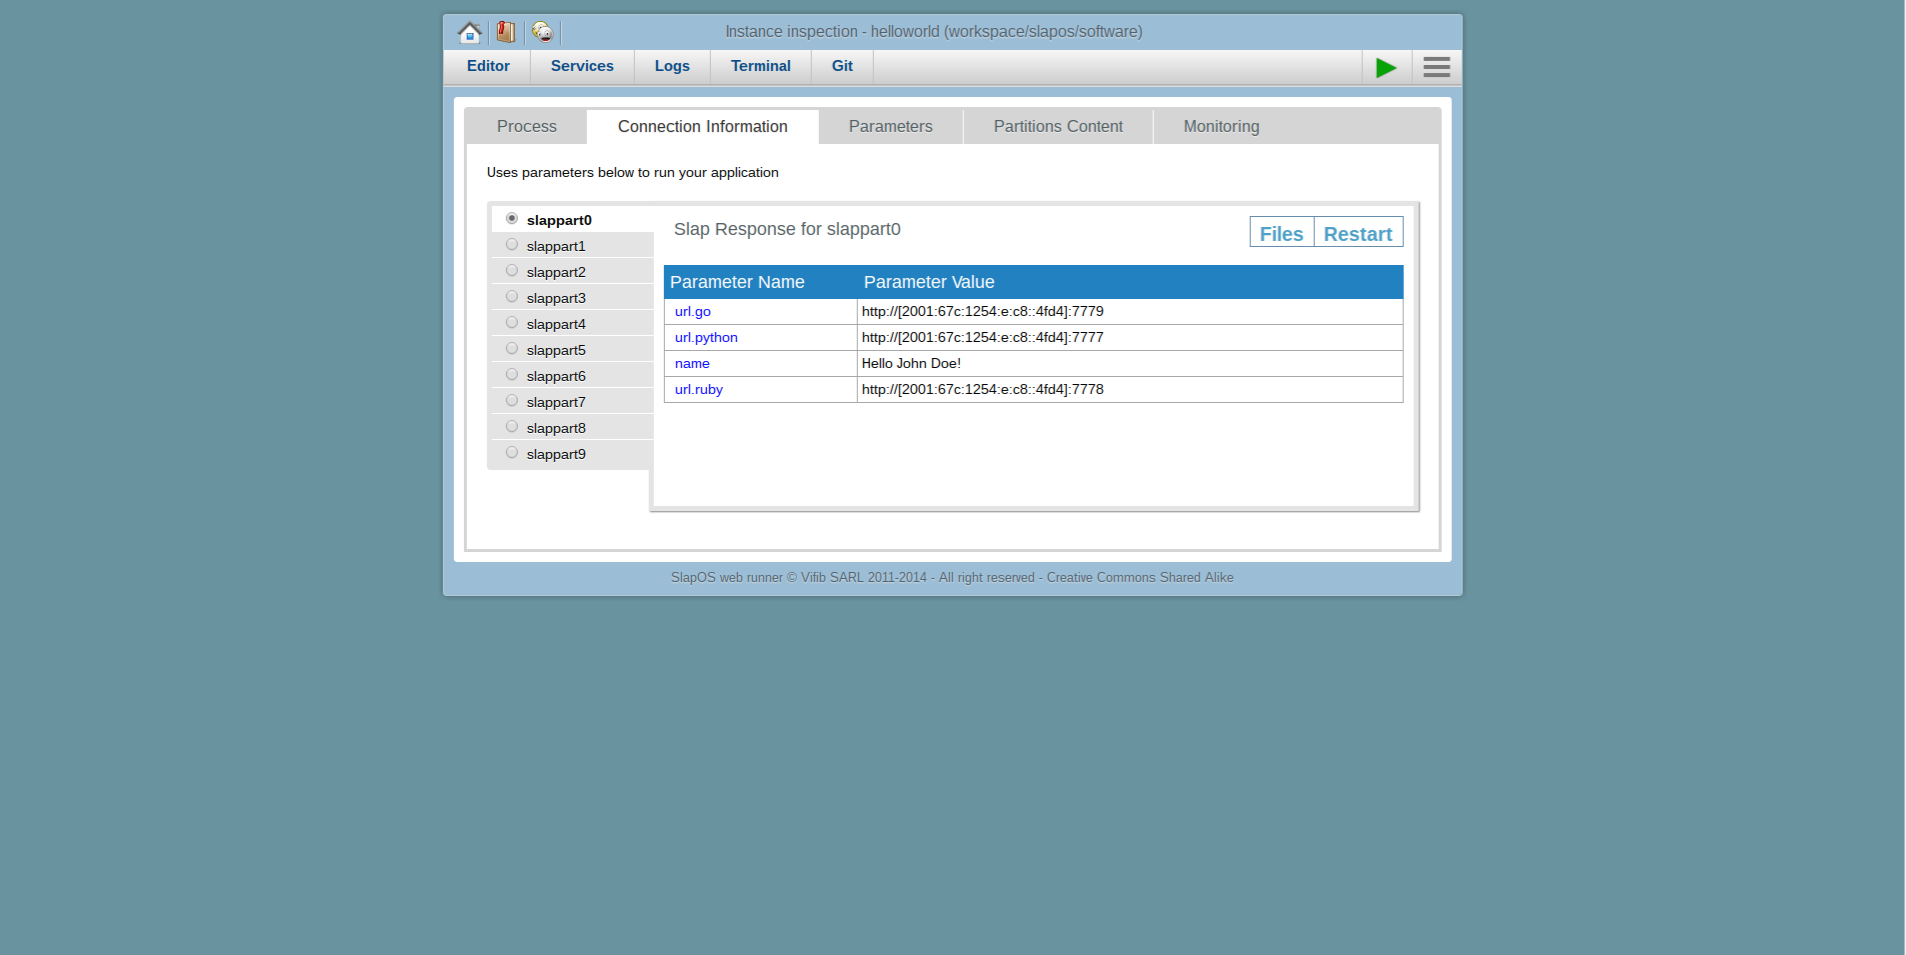 Instance inspection - helloworld (workspace/slapos/software)
Editor Services Logs Terminal Git
Process Connection Information Parameters Partitions Content Monitoring
Uses parameters below to run your application
slappart0
slappart1
slappart2
slappart3
slappart4
slappart5
slappart6
slappart7
slappart8
slappart9
Slap Response for slappart0
Files Restart
Parameter Name Parameter Value
url.go http://[2001:67c:1254:e:c8::4fd4]:7779
url.python http://[2001:67c:1254:e:c8::4fd4]:7777
name Hello John Doe!
url.ruby http://[2001:67c:1254:e:c8::4fd4]:7778
SlapOS web runner © Vifib SARL 2011-2014 - All right reserved - Creative Commons Shared Alike